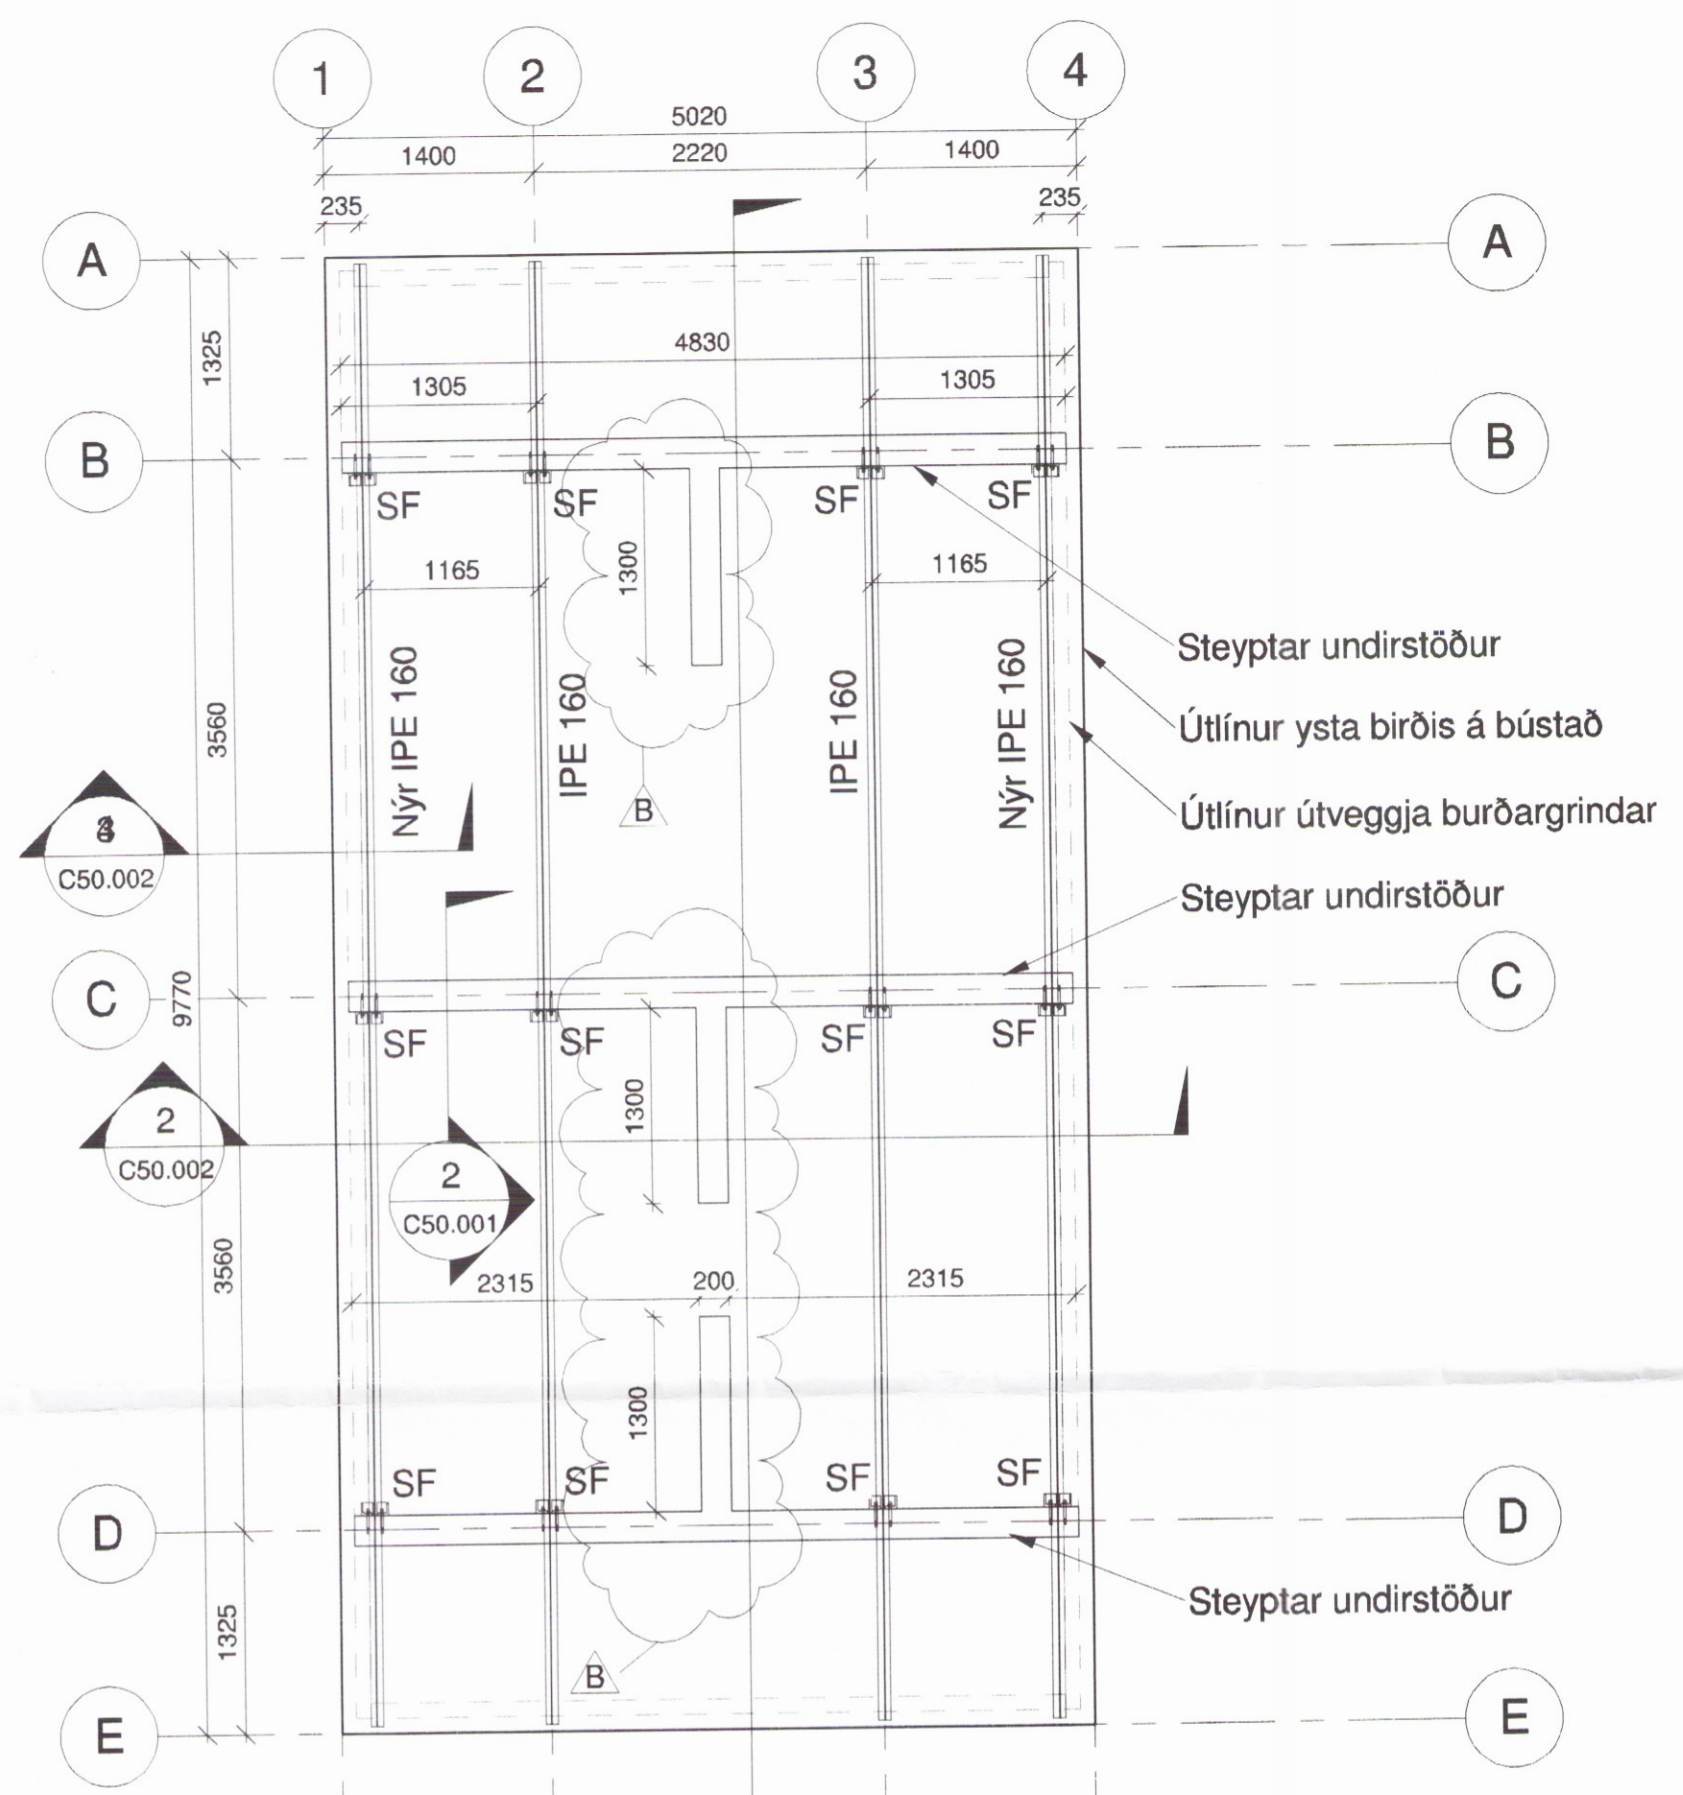 1 2 3 4
5020
1400 2220 1400
235 235
A A
1325
4830
1305 1305
B B
SF SF SF SF
1300
1165 1165
Steyptar undirstöður
Nýr IPE 160
IPE 160
IPE 160
Nýr IPE 160
3560
Útlínur ysta birðis á bústað
B
Útlínur útveggja burðargrindar
C50.002
Steyptar undirstöður
C C
9770
SF SF SF SF
1300
2
C50.002
2
C50.001
3560
2315 200 2315
1300
SF SF SF SF
D D
Steyptar undirstöður
1325
B
E E